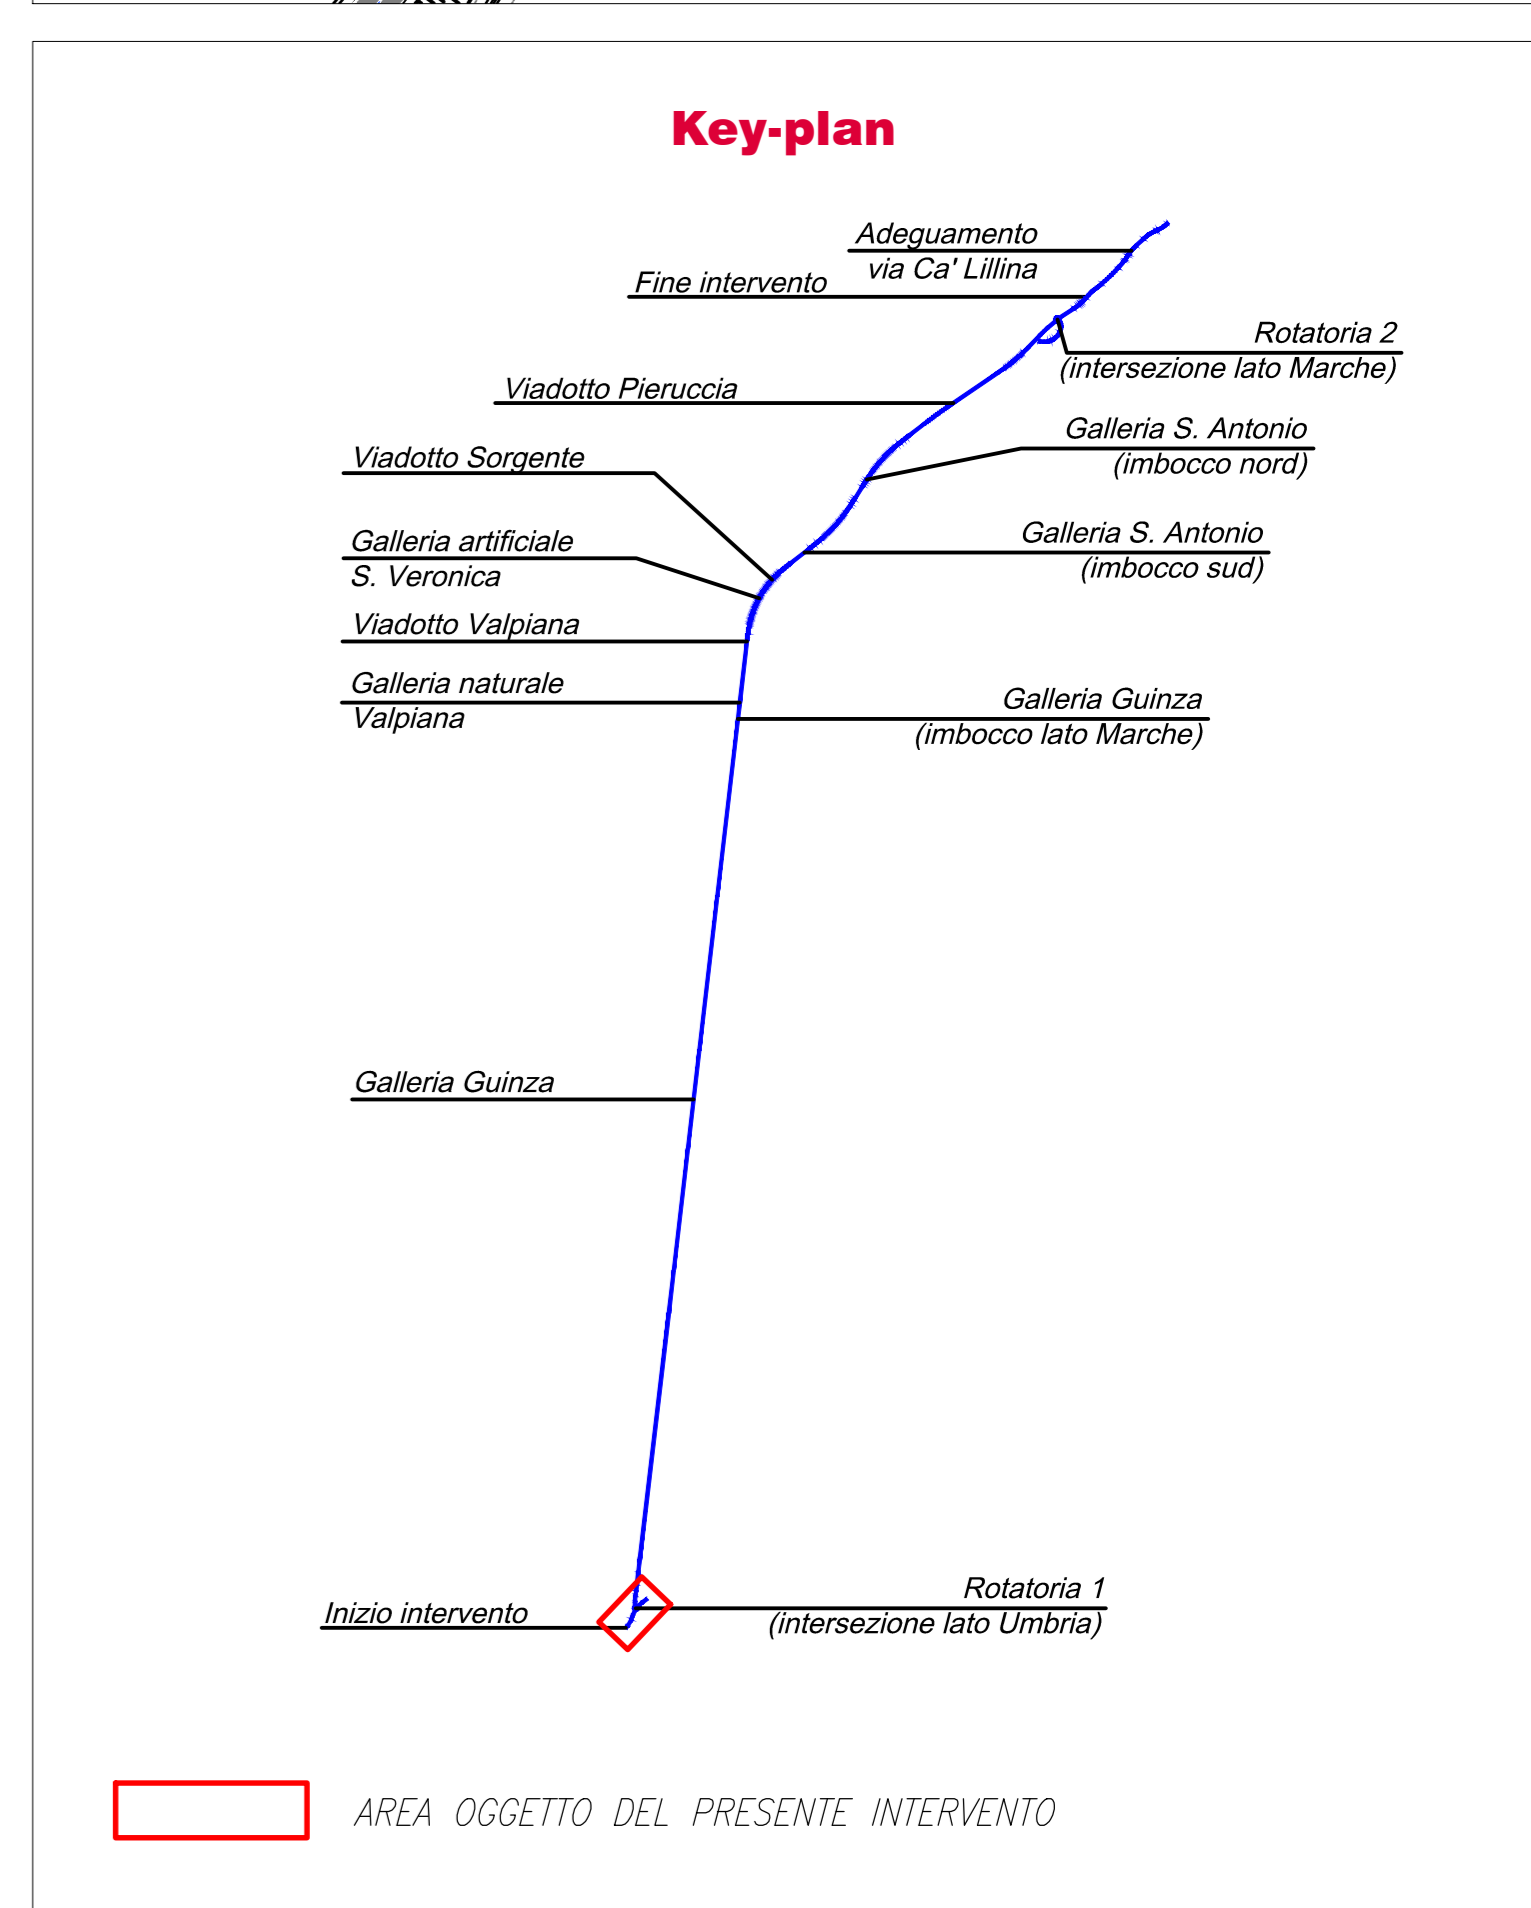 Key-plan
Adeguamento
via Ca' Lillina
Fine intervento
Rotatoria 2
(intersezione lato Marche)
Viadotto Pieruccia
Galleria S. Antonio
(imbocco nord)
Viadotto Sorgente
Galleria S. Antonio
(imbocco sud)
Galleria artificiale
S. Veronica
Viadotto Valpiana
Galleria naturale
Valpiana
Galleria Guinza
(imbocco lato Marche)
Galleria Guinza
Rotatoria 1
(intersezione lato Umbria)
Inizio intervento
AREA OGGETTO DEL PRESENTE INTERVENTO